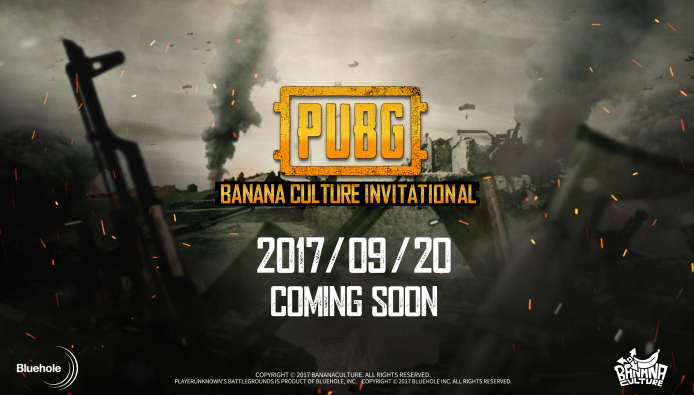 PUBG
BANANA CULTURE INVITATIONAL
2017/09/20
COMING SOON
Bluehole
BANANA
CULTURE
COPYRIGHT © 2017 BANANACULTURE. ALL RIGHTS RESERVED.
PLAYERUNKNOWN'S BATTLEGROUNDS IS PRODUCT OF BLUEHOLE, INC. COPYRIGHT © 2017 BLUEHOLE INC. ALL RIGHTS RESERVED.